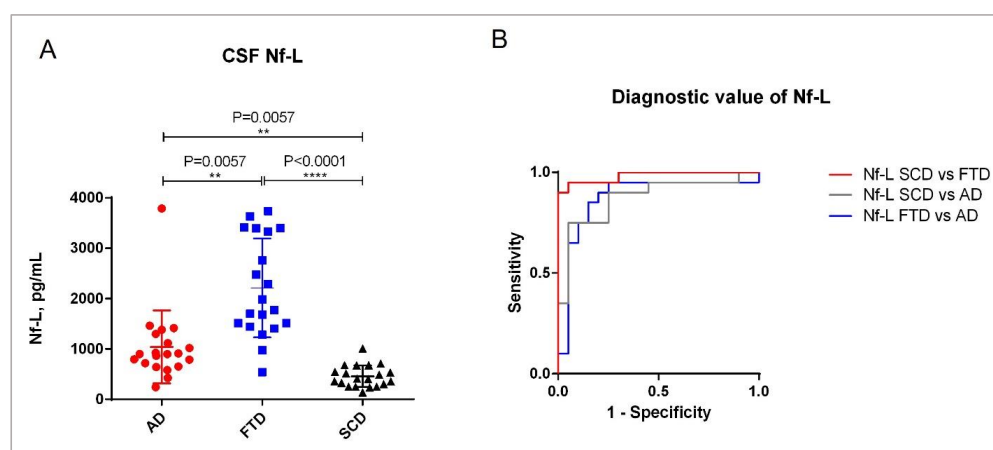 A
CSF Nf-L
P=0.0057
**
P=0.0057
**
P<0.0001
****
4000
3000
2000
1000
0
Nf-L, pg/mL
AD
FTD
SCD
B
Diagnostic value of Nf-L
1.0
0.5
0.0
Sensitivity
0.0
0.5
1.0
1 - Specificity
Nf-L SCD vs FTD
Nf-L SCD vs AD
Nf-L FTD vs AD